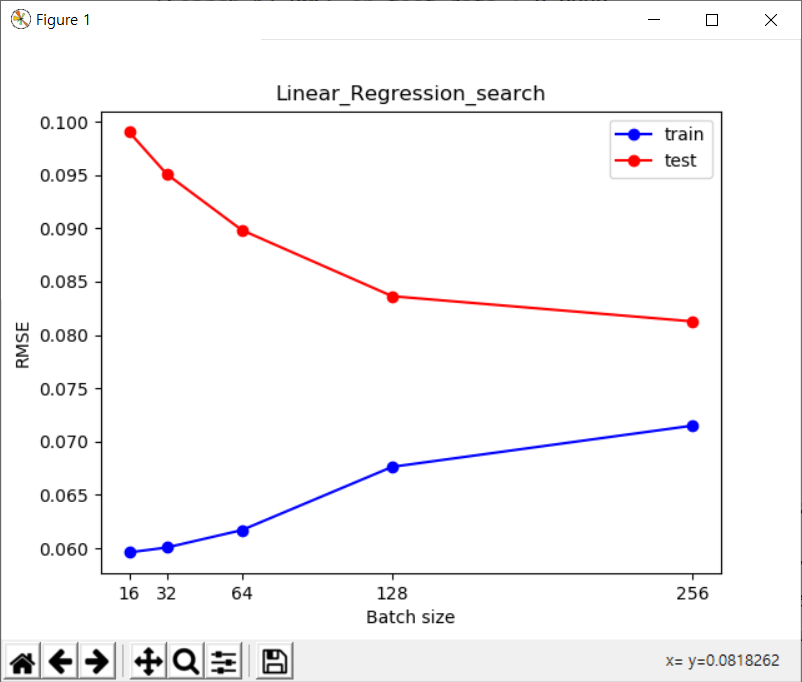 Figure 1
Linear_Regression_search
train
test
0.100
0.095
0.090
0.085
0.080
0.075
0.070
0.065
0.060
RMSE
16 32 64 128 256
Batch size
x= y=0.0818262